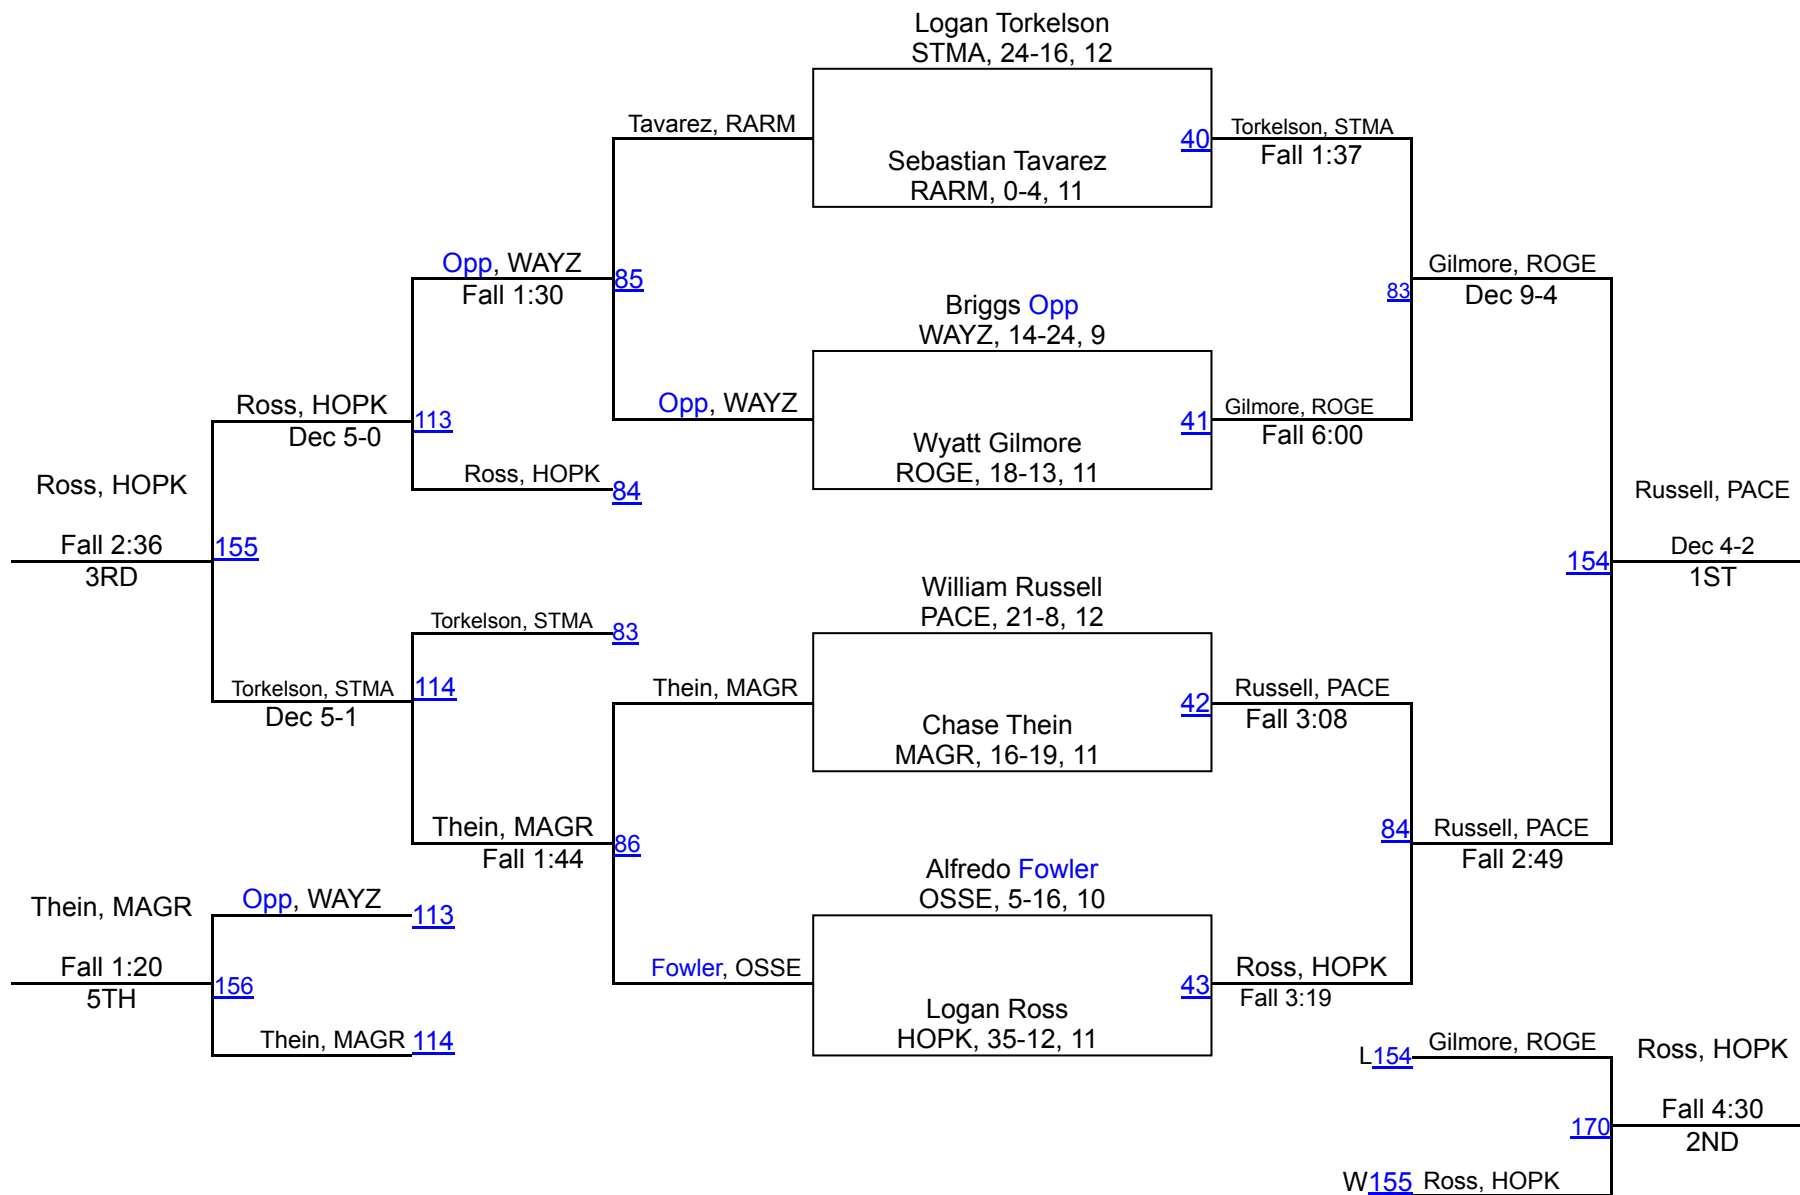 Logan Torkelson
STMA, 24-16, 12
Tavarez, RARM
40
Torkelson, STMA
Fall 1:37
Sebastian Tavarez
RARM, 0-4, 11
Opp, WAYZ
Fall 1:30
85
83
Gilmore, ROGE
Dec 9-4
Briggs Opp
WAYZ, 14-24, 9
Ross, HOPK
Dec 5-0
113
Opp, WAYZ
41
Gilmore, ROGE
Fall 6:00
Wyatt Gilmore
ROGE, 18-13, 11
Ross, HOPK
84
Ross, HOPK
Fall 2:36
3RD
155
Russell, PACE
Dec 4-2
1ST
154
William Russell
PACE, 21-8, 12
Torkelson, STMA
83
Torkelson, STMA
Dec 5-1
114
Thein, MAGR
42
Russell, PACE
Fall 3:08
Chase Thein
MAGR, 16-19, 11
Thein, MAGR
Fall 1:44
86
84
Russell, PACE
Fall 2:49
Alfredo Fowler
OSSE, 5-16, 10
Thein, MAGR
Fall 1:20
5TH
Opp, WAYZ
113
156
Fowler, OSSE
43
Ross, HOPK
Fall 3:19
Logan Ross
HOPK, 35-12, 11
Thein, MAGR
114
L154
Gilmore, ROGE
Ross, HOPK
Fall 4:30
2ND
170
W155
Ross, HOPK